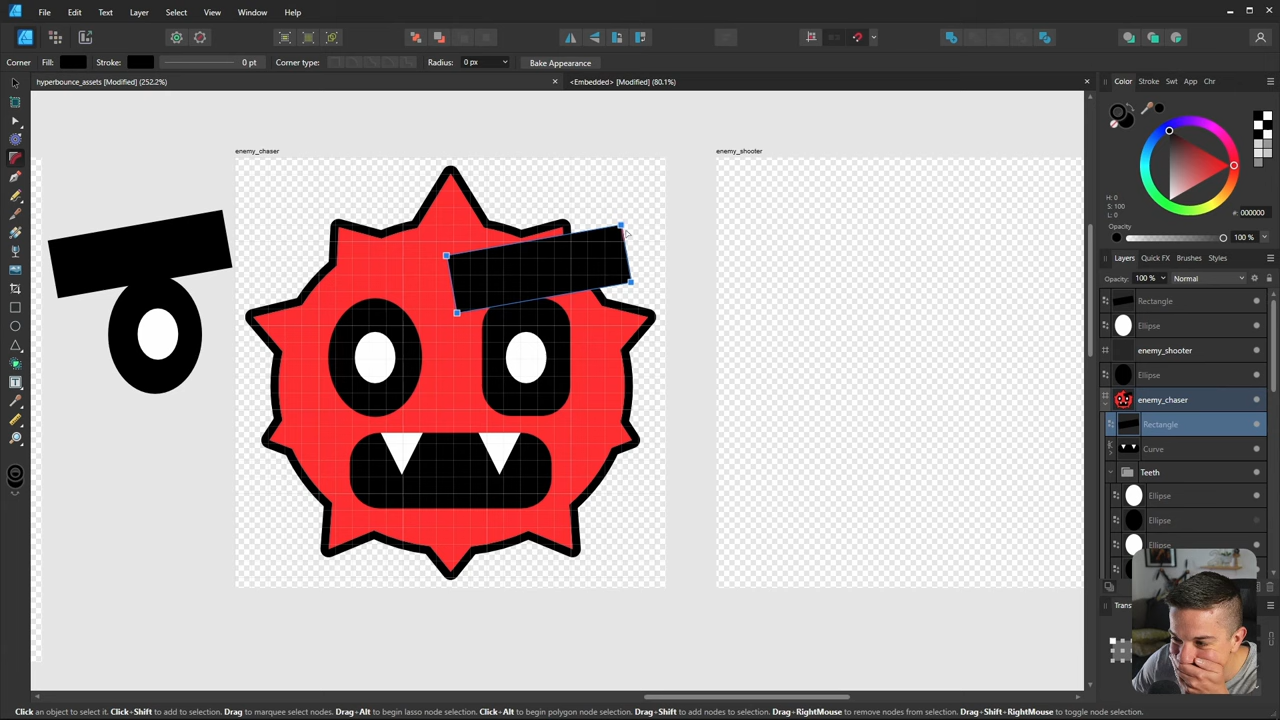 File Edit Text Layer Select View Window Help
Corner Fill: Stroke: 0 pt Corner type: Radius: 0 px Bake Appearance
hyperbounce_assets [Modified] (252.2%)
<Embedded> [Modified] (80.1%)
Color Stroke Swt App Chr
H: 0
S: 100
L: 0
#: 000000
Opacity
100 %
Layers Quick FX Brushes Styles
Opacity: 100 % Normal
Rectangle
Ellipse
enemy_shooter
Ellipse
enemy_chaser
Rectangle
Curve
Teeth
Ellipse
Ellipse
Ellipse
enemy_chaser
enemy_shooter
Click an object to select it. Click+Shift to add to selection. Drag to marquee select nodes. Drag+Alt to begin lasso node selection. Click+Alt to begin polygon node selection. Drag+Shift to add nodes to selection. Drag+RightMouse to remove nodes from selection. Drag+Shift+RightMouse to toggle node selection.